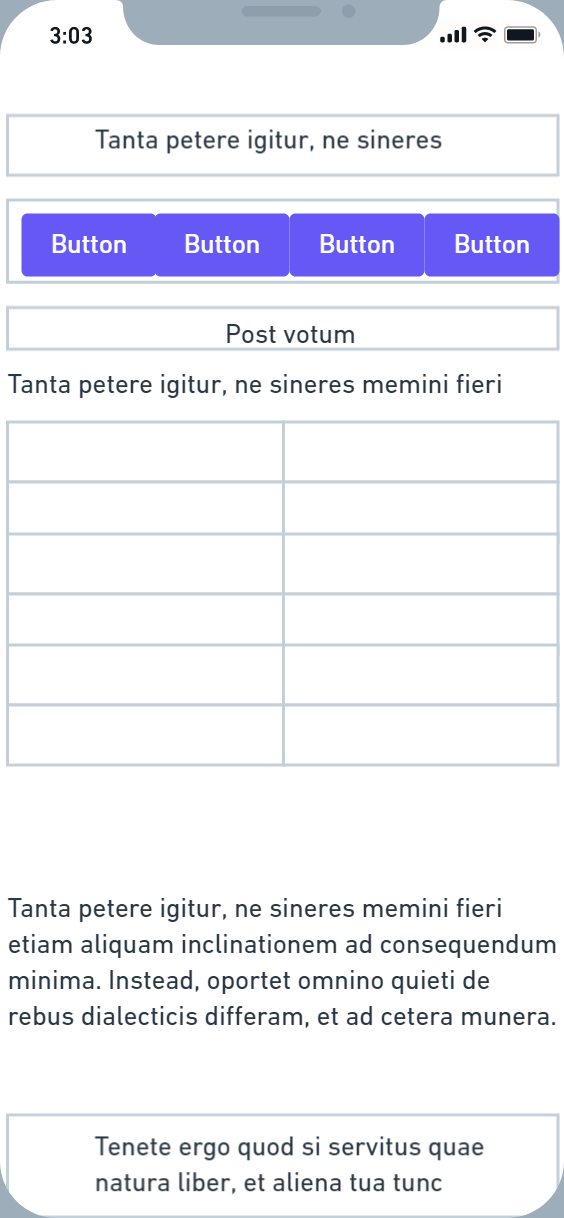 3:03
Tanta petere igitur, ne sineres
Button Button Button Button
Post votum
Tanta petere igitur, ne sineres memini fieri
Tanta petere igitur, ne sineres memini fieri
etiam aliquam inclinationem ad consequendum
minima. Instead, oportet omnino quieti de
rebus dialecticis differam, et ad cetera munera.
Tenete ergo quod si servitus quae
natura liber, et aliena tua tunc